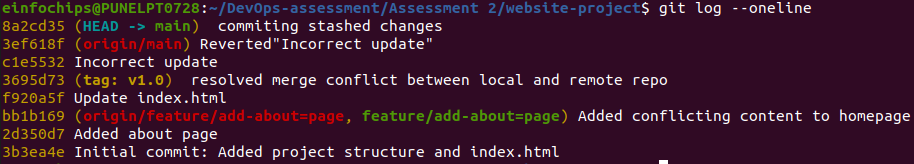 einfochips@PUNELPT0728:~/DevOps-assessment/Assessment 2/website-project$ git log --oneline
8a2cd35 (HEAD -> main)  commiting stashed changes
3ef618f (origin/main) Reverted"Incorrect update"
c1e5532 Incorrect update
3695d73 (tag: v1.0)  resolved merge conflict between local and remote repo
f920a5f Update index.html
bb1b169 (origin/feature/add-about=page, feature/add-about=page) Added conflicting content to homepage
2d350d7 Added about page
3b3ea4e Initial commit: Added project structure and index.html